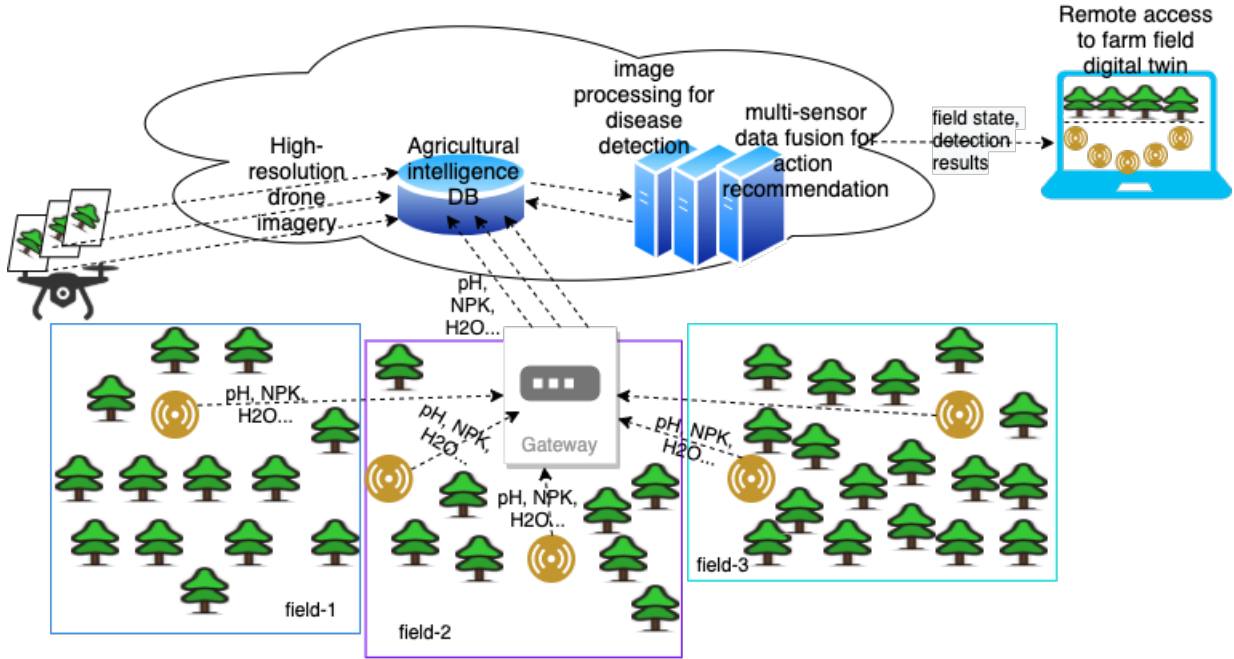 Remote access
to farm field
digital twin
image
processing for
disease
detection
multi-sensor
data fusion for
action
recommendation
field state,
detection
results
High-
resolution
drone
imagery
Agricultural
intelligence
DB
pH,
NPK,
H2O...
pH, NPK,
H2O...
pH, NPK,
H2O...
pH, NPK,
H2O...
pH, NPK,
H2O...
Gateway
field-1
field-2
field-3